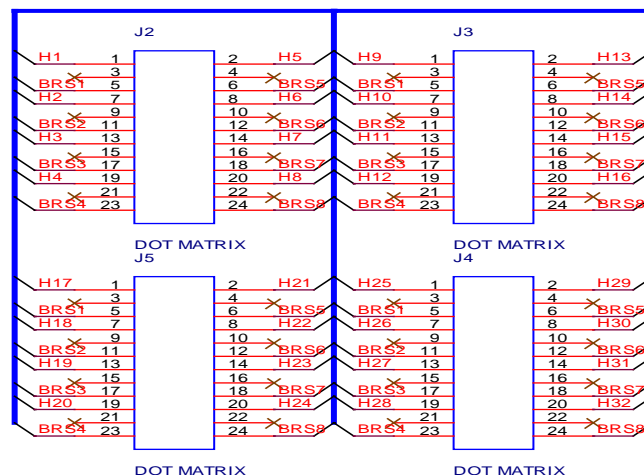 J2 J3
H1 1 2 H5 H9 1 2 H13
3 4 3 4
BRS1 5 6 BRS5 BRS1 5 6 BRS5
H2 7 8 H6 H10 7 8 H14
9 10 9 10
BRS2 11 12 BRS6 BRS2 11 12 BRS6
H3 13 14 H7 H11 13 14 H15
15 16 15 16
BRS3 17 18 BRS7 BRS3 17 18 BRS7
H4 19 20 H8 H12 19 20 H16
21 22 21 22
BRS4 23 24 BRS8 BRS4 23 24 BRS8
DOT MATRIX DOT MATRIX
J5 J4
H17 1 2 H21 H25 1 2 H29
3 4 3 4
BRS1 5 6 BRS5 BRS1 5 6 BRS5
H18 7 8 H22 H26 7 8 H30
9 10 9 10
BRS2 11 12 BRS6 BRS2 11 12 BRS6
H19 13 14 H23 H27 13 14 H31
15 16 15 16
BRS3 17 18 BRS7 BRS3 17 18 BRS7
H20 19 20 H24 H28 19 20 H32
21 22 21 22
BRS4 23 24 BRS8 BRS4 23 24 BRS8
DOT MATRIX DOT MATRIX